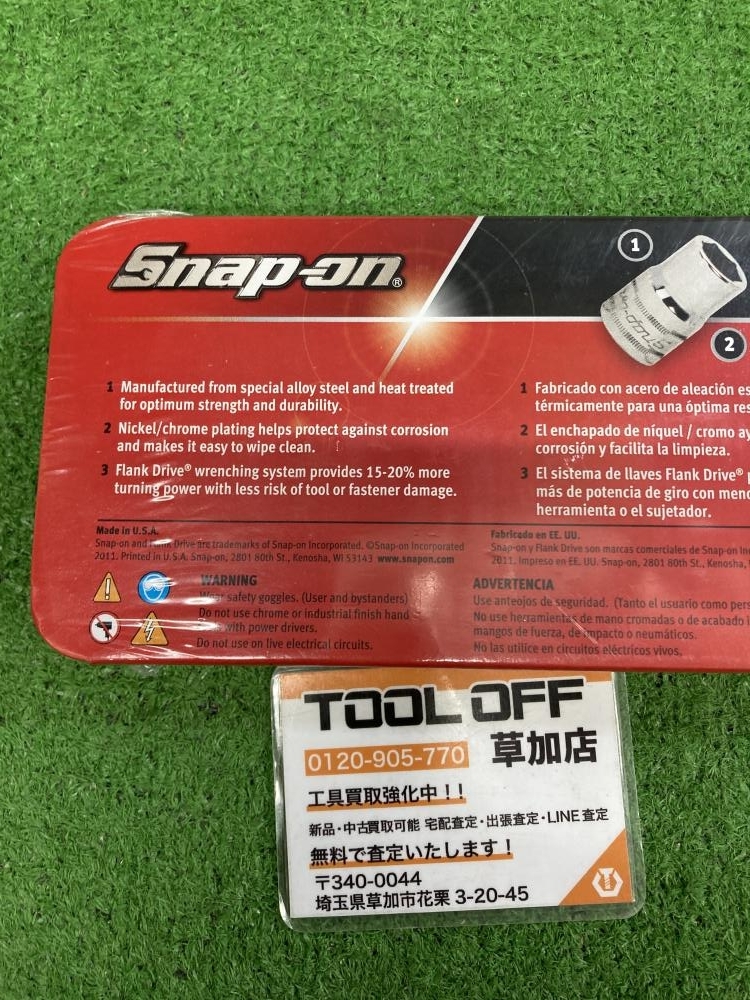 Snap-on®
1
2
1 Manufactured from special alloy steel and heat treated
for optimum strength and durability.
2 Nickel/chrome plating helps protect against corrosion
and makes it easy to wipe clean.
3 Flank Drive® wrenching system provides 15-20% more
turning power with less risk of tool or fastener damage.
1 Fabricado con acero de aleación es
térmicamente para una óptima res
2 El enchapado de níquel / cromo ay
corrosión y facilita la limpieza.
3 El sistema de llaves Flank Drive® p
más de potencia de giro con meno
herramienta o el sujetador.
Made in U.S.A.
Snap-on and Flank Drive are trademarks of Snap-on Incorporated. ©Snap-on Incorporated
2011. Printed in U.S.A. Snap-on, 2801 80th St., Kenosha, WI 53143 www.snapon.com
Fabricado en EE. UU.
Snap-on y Flank Drive son marcas comerciales de Snap-on In
2011. Impreso en EE. UU. Snap-on, 2801 80th St., Kenosha,
WARNING
Wear safety goggles. (User and bystanders)
Do not use chrome or industrial finish hand
with power drivers.
Do not use on live electrical circuits.
ADVERTENCIA
Use anteojos de seguridad. (Tanto el usuario como pers
No use herramientas de mano cromadas o de acabado i
mangos de fuerza, de impacto o neumáticos.
No las utilice en circuitos eléctricos vivos.
TOOL OFF
0120-905-770 草加店
工具買取強化中！！
新品・中古買取可能 宅配査定・出張査定・LINE査定
無料で査定いたします！
〒340-0044
埼玉県草加市花栗 3-20-45